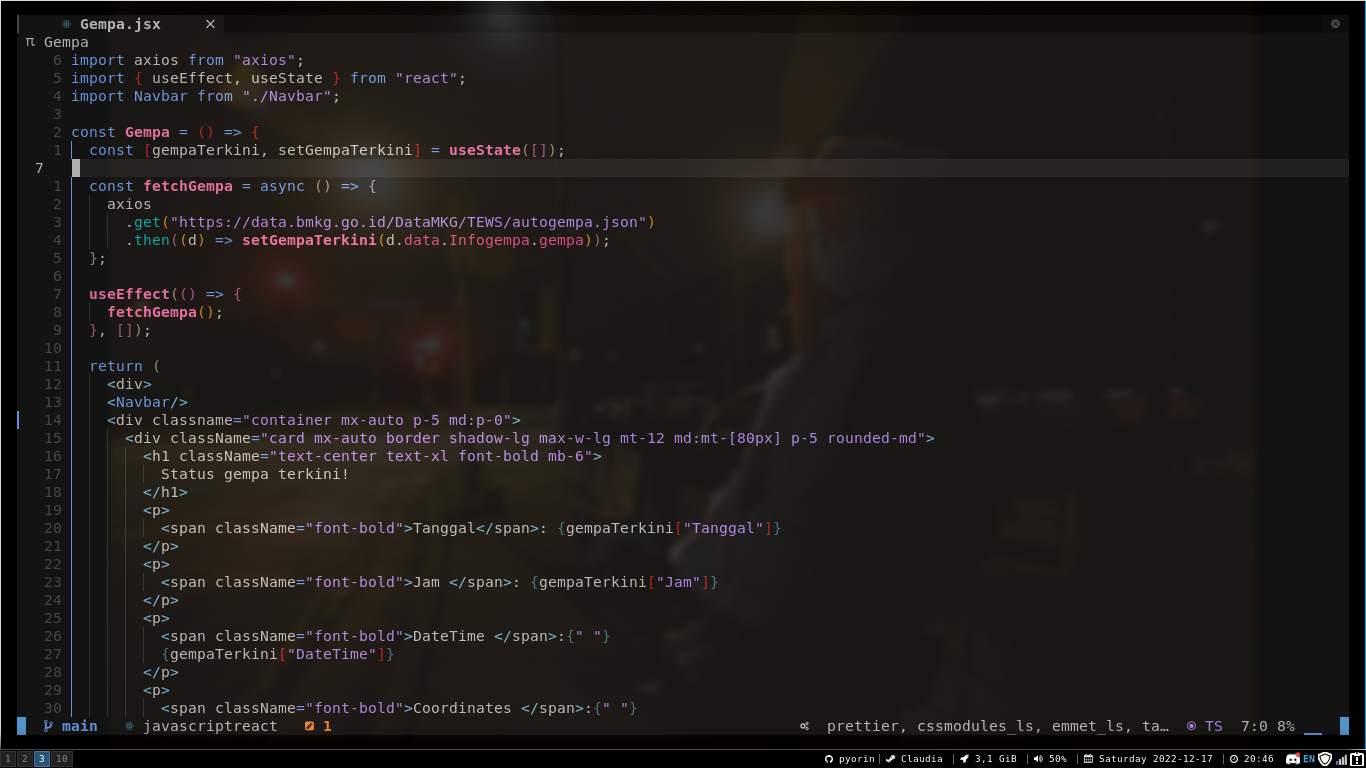 Gempa.jsx
π Gempa
6 import axios from "axios";
5 import { useEffect, useState } from "react";
4 import Navbar from "./Navbar";
3
2 const Gempa = () => {
1 const [gempaTerkini, setGempaTerkini] = useState([]);
7
1 const fetchGempa = async () => {
2 axios
3 .get("https://data.bmkg.go.id/DataMKG/TEWS/autogempa.json")
4 .then((d) => setGempaTerkini(d.data.Infogempa.gempa));
5 };
6
7 useEffect(() => {
8 fetchGempa();
9 }, []);
10
11 return (
12 <div>
13 <Navbar/>
14 <div classname="container mx-auto p-5 md:p-0">
15 <div className="card mx-auto border shadow-lg max-w-lg mt-12 md:mt-[80px] p-5 rounded-md">
16 <h1 className="text-center text-xl font-bold mb-6">
17 Status gempa terkini!
18 </h1>
19 <p>
20 <span className="font-bold">Tanggal</span>: {gempaTerkini["Tanggal"]}
21 </p>
22 <p>
23 <span className="font-bold">Jam </span>: {gempaTerkini["Jam"]}
24 </p>
25 <p>
26 <span className="font-bold">DateTime </span>:{" "}
27 {gempaTerkini["DateTime"]}
28 </p>
29 <p>
30 <span className="font-bold">Coordinates </span>:{" "}
main javascriptreact 1 prettier, cssmodules_ls, emmet_ls, ta… TS 7:0 8%
1 2 3 10 pyorin | Claudia | 3,1 GiB | 50% | Saturday 2022-12-17 | 20:46 EN